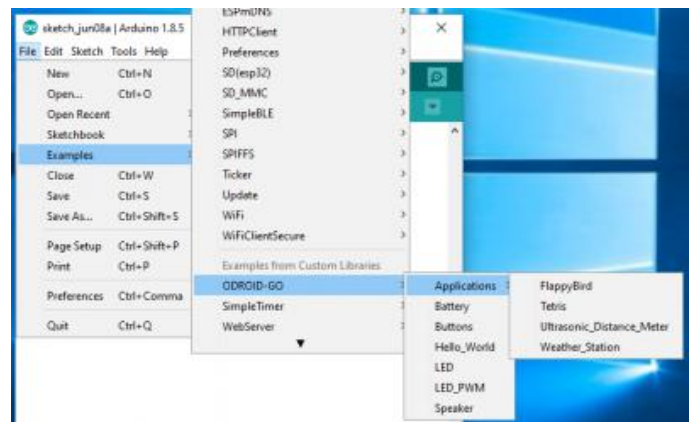 sketch_jun08a | Arduino 1.8.5
File Edit Sketch Tools Help
New Ctrl+N
Open... Ctrl+O
Open Recent
Sketchbook
Examples
Close Ctrl+W
Save Ctrl+S
Save As... Ctrl+Shift+S
Page Setup Ctrl+Shift+P
Print Ctrl+P
Preferences Ctrl+Comma
Quit Ctrl+Q
ESPmDNS
HTTPClient
Preferences
SD(esp32)
SD_MMC
SimpleBLE
SPI
SPIFFS
Ticker
Update
WiFi
WiFiClientSecure
Examples from Custom Libraries
ODROID-GO
SimpleTimer
WebServer
Applications
Battery
Buttons
Hello_World
LED
LED_PWM
Speaker
FlappyBird
Tetris
Ultrasonic_Distance_Meter
Weather_Station